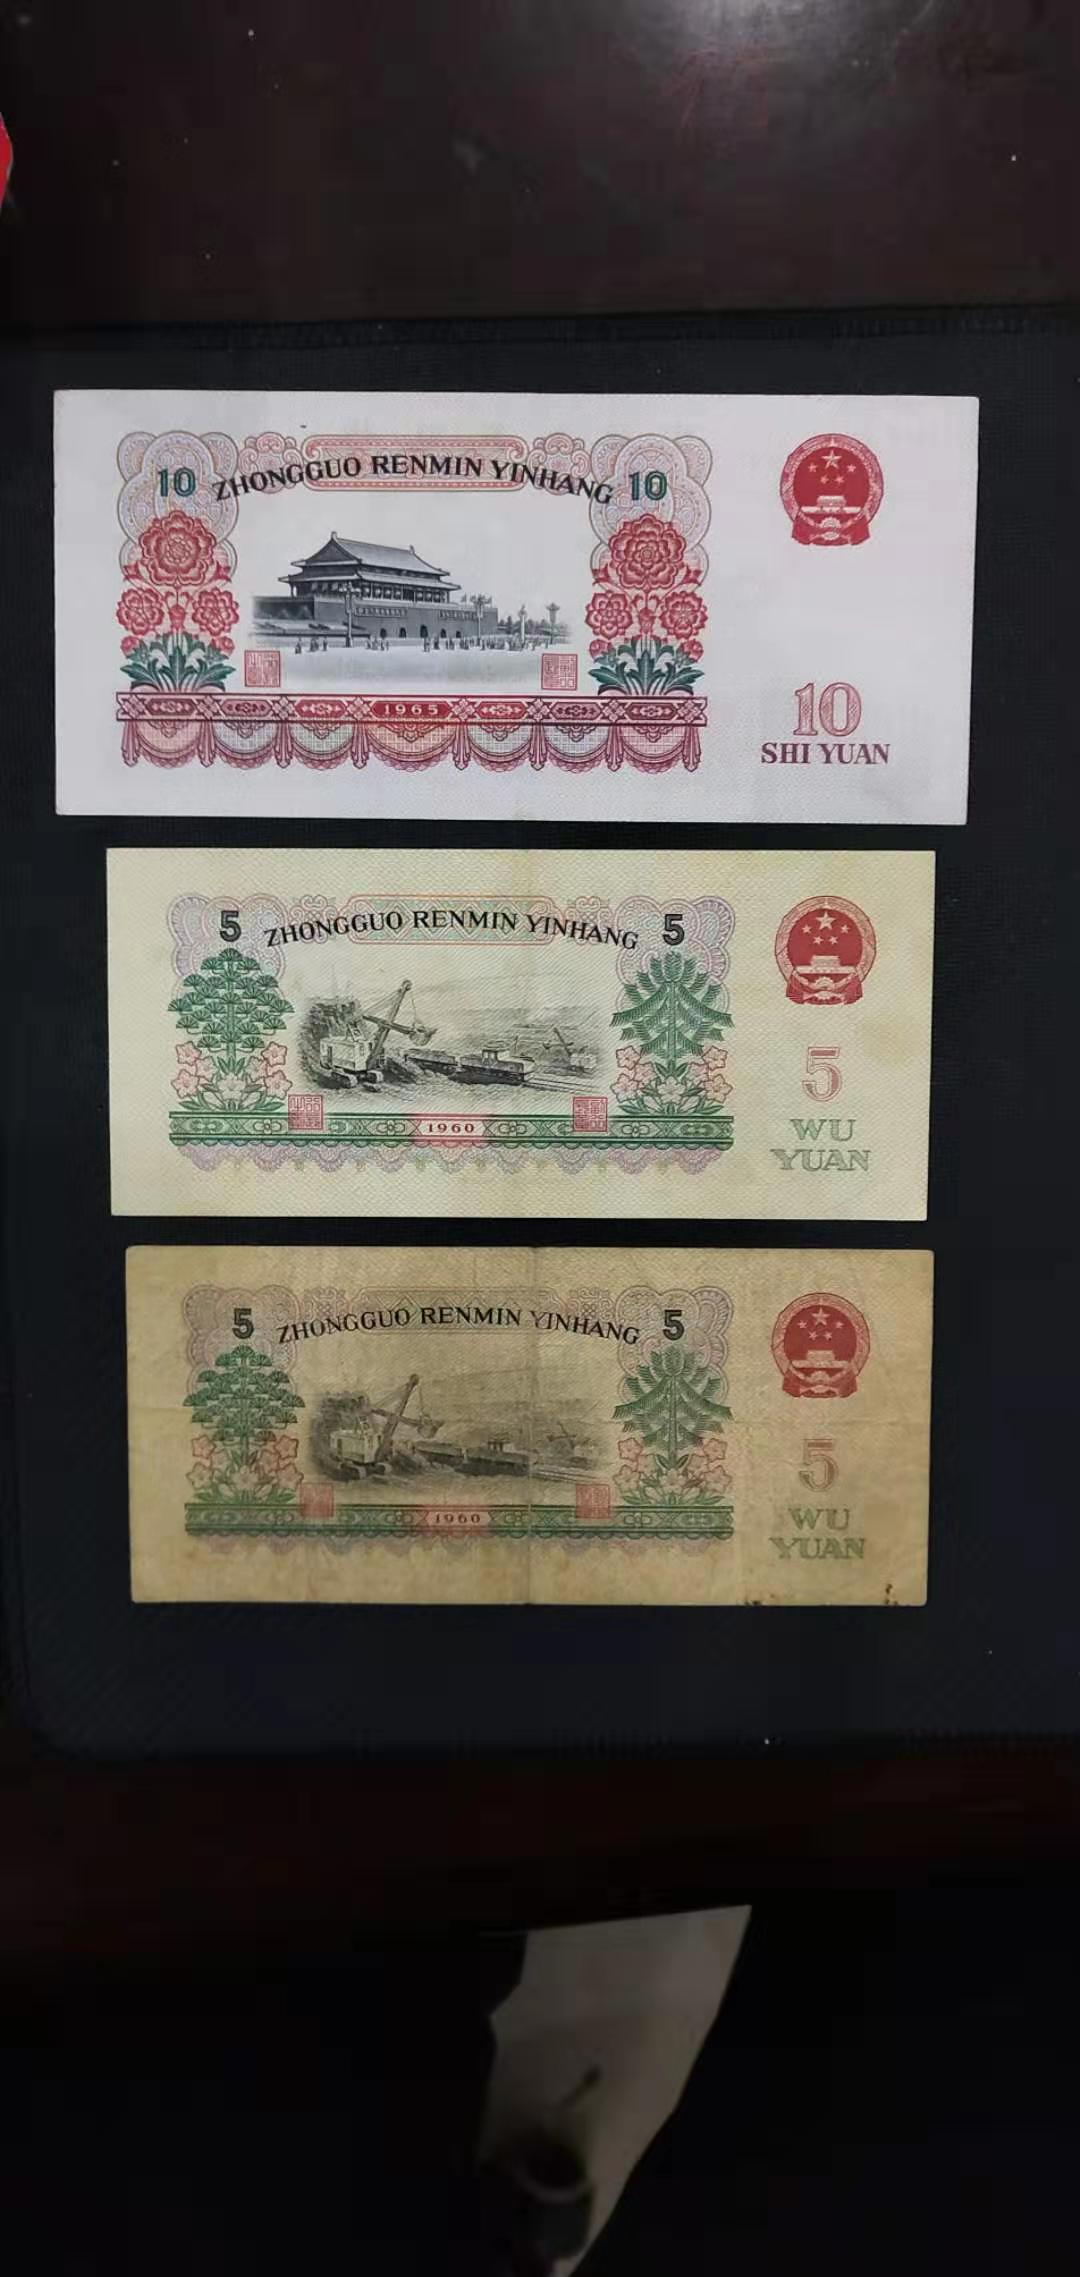 10 ZHONGGUO RENMIN YINHANG 10
1965
10
SHI YUAN
5 ZHONGGUO RENMIN YINHANG 5
1960
5
WU
YUAN
5 ZHONGGUO RENMIN YINHANG 5
1960
5
WU
YUAN